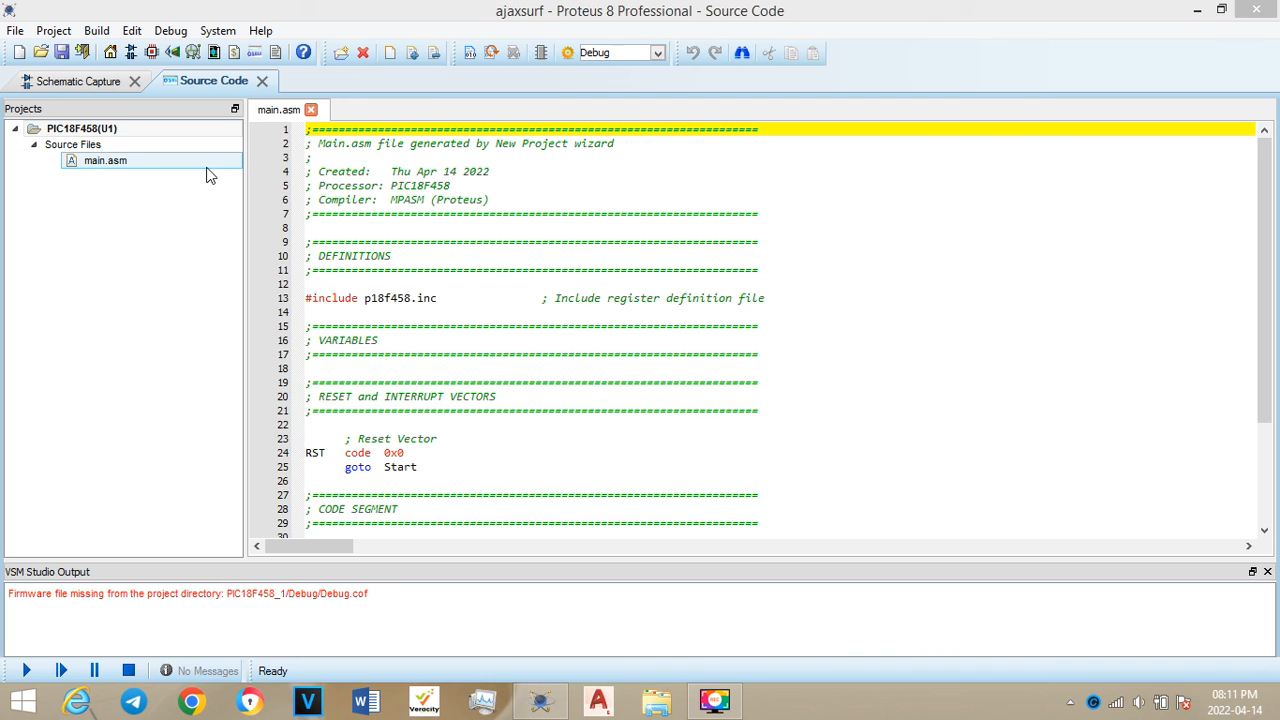 ajaxsurf - Proteus 8 Professional - Source Code
File Project Build Edit Debug System Help
Debug
Schematic Capture Source Code
Projects
main.asm
PIC18F458(U1)
Source Files
main.asm
1 ;====================================================================
2 ; Main.asm file generated by New Project wizard
3 ;
4 ; Created:   Thu Apr 14 2022
5 ; Processor: PIC18F458
6 ; Compiler:  MPASM (Proteus)
7 ;====================================================================
8
9 ;====================================================================
10 ; DEFINITIONS
11 ;====================================================================
12
13 #include p18f458.inc                ; Include register definition file
14
15 ;====================================================================
16 ; VARIABLES
17 ;====================================================================
18
19 ;====================================================================
20 ; RESET and INTERRUPT VECTORS
21 ;====================================================================
22
23       ; Reset Vector
24 RST   code  0x0
25       goto  Start
26
27 ;====================================================================
28 ; CODE SEGMENT
29 ;====================================================================
30
VSM Studio Output
Firmware file missing from the project directory: PIC18F458_1/Debug/Debug.cof
No Messages Ready
Verocity
REC
08:11 PM
2022-04-14